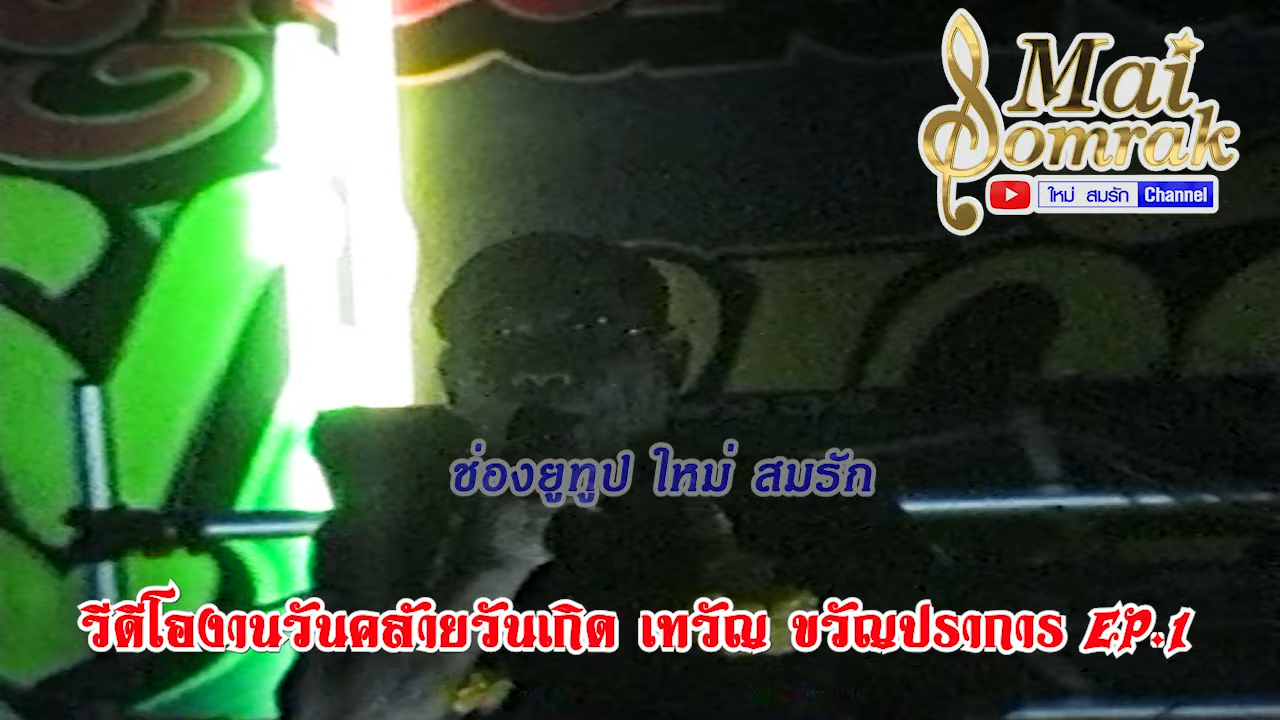 Mai
Somrak
ใหม่ สมรัก Channel
ช่องยูทูป ใหม่ สมรัก
วีดีโองานวันคล้ายวันเกิด เทวัญ ขวัญปราการ EP.1